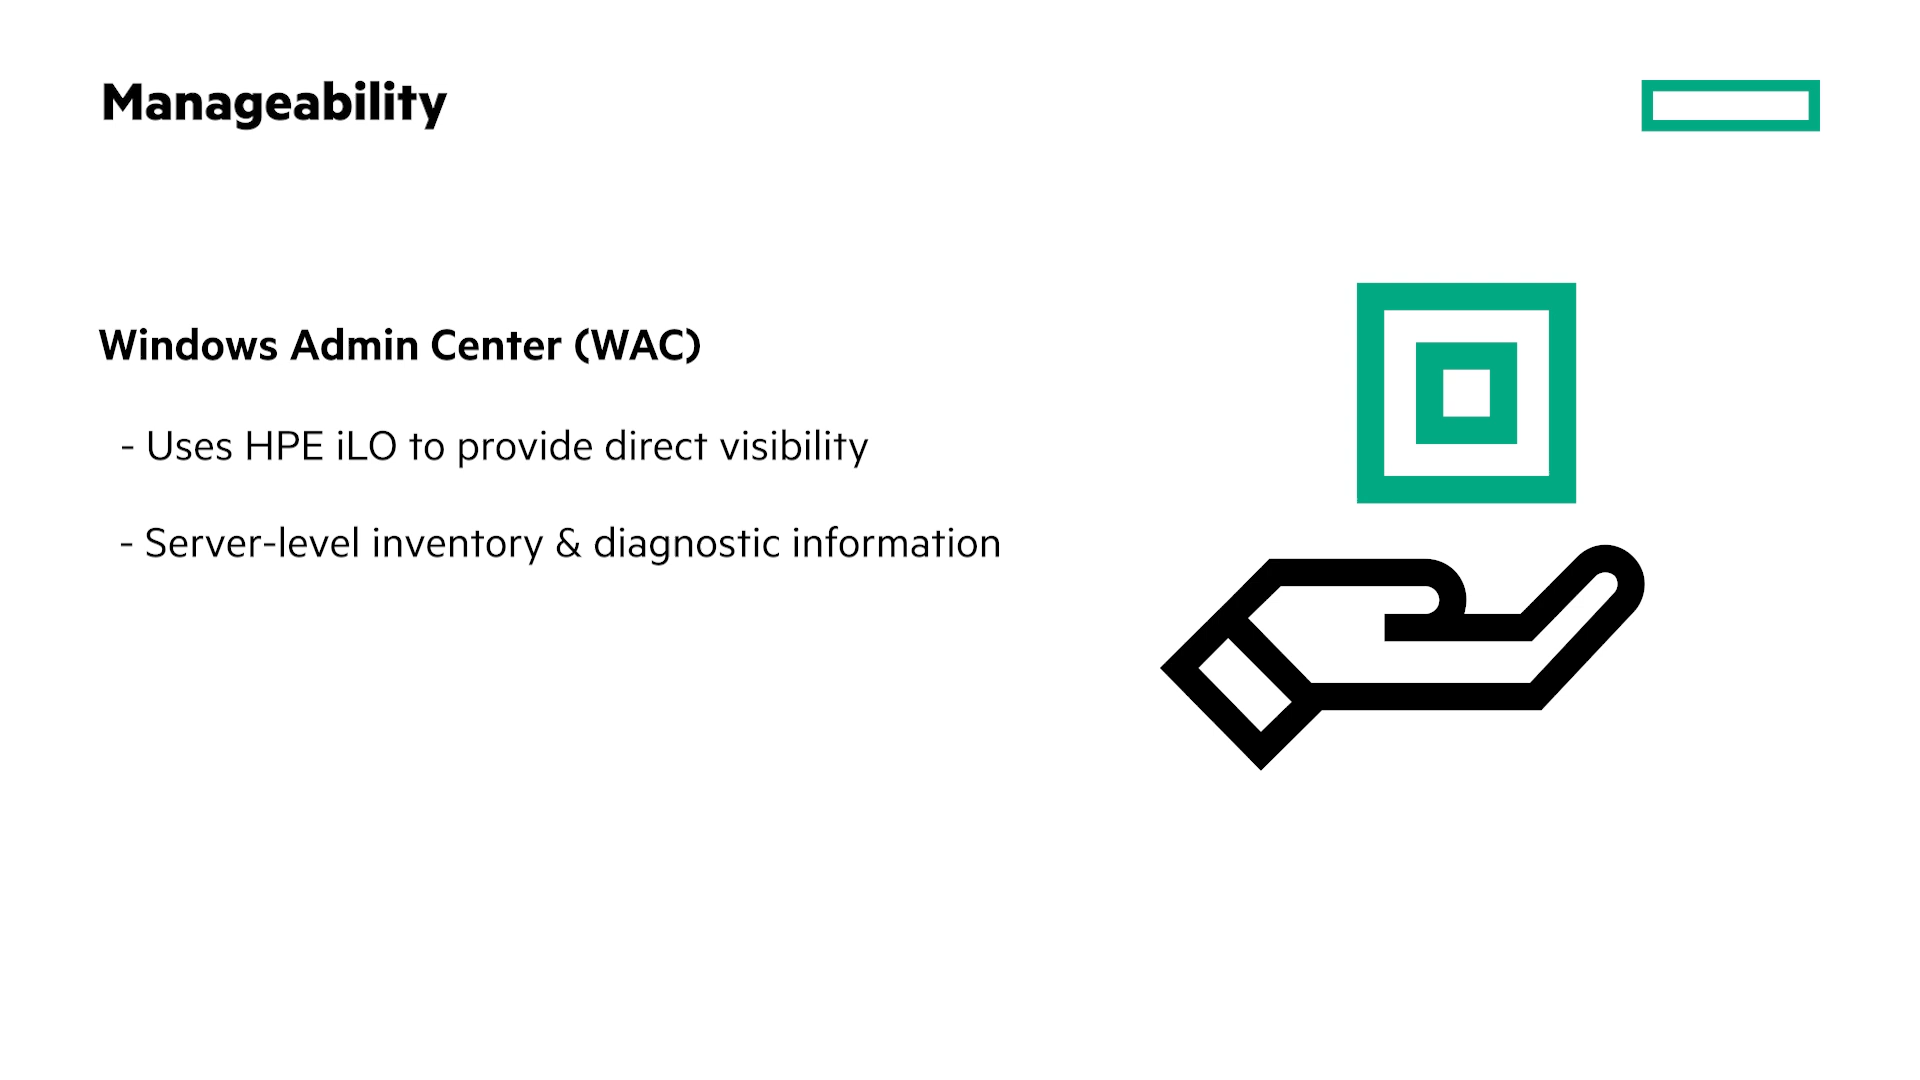 Manageability
Windows Admin Center (WAC)
- Uses HPE iLO to provide direct visibility
- Server-level inventory & diagnostic information